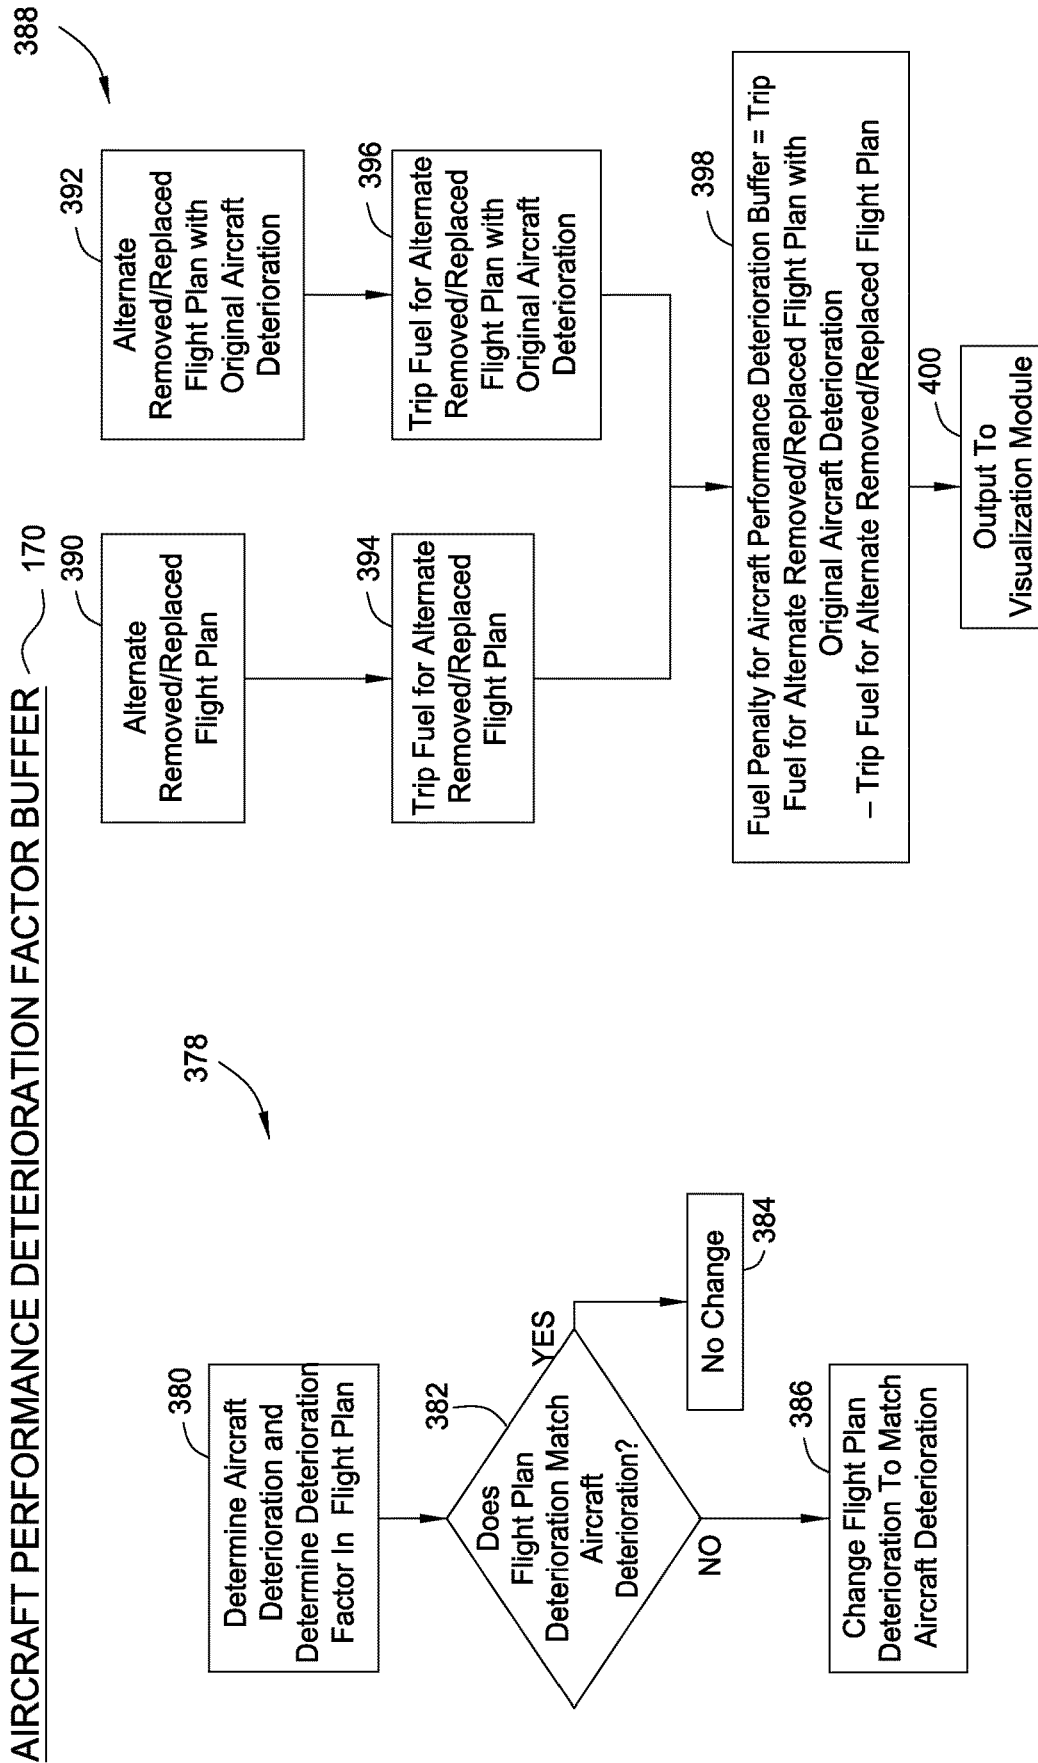 AIRCRAFT PERFORMANCE DETERIORATION FACTOR BUFFER
170
378
380
Determine Aircraft
Deterioration and
Determine Deterioration
Factor In Flight Plan
382
Does
Flight Plan
Deterioration Match
Aircraft
Deterioration?
YES
No Change
384
NO
386
Change Flight Plan
Deterioration To Match
Aircraft Deterioration
388
390
Alternate
Removed/Replaced
Flight Plan
392
Alternate
Removed/Replaced
Flight Plan with
Original Aircraft
Deterioration
394
Trip Fuel for Alternate
Removed/Replaced
Flight Plan
396
Trip Fuel for Alternate
Removed/Replaced
Flight Plan with
Original Aircraft
Deterioration
398
Fuel Penalty for Aircraft Performance Deterioration Buffer = Trip
Fuel for Alternate Removed/Replaced Flight Plan with
Original Aircraft Deterioration
– Trip Fuel for Alternate Removed/Replaced Flight Plan
400
Output To
Visualization Module